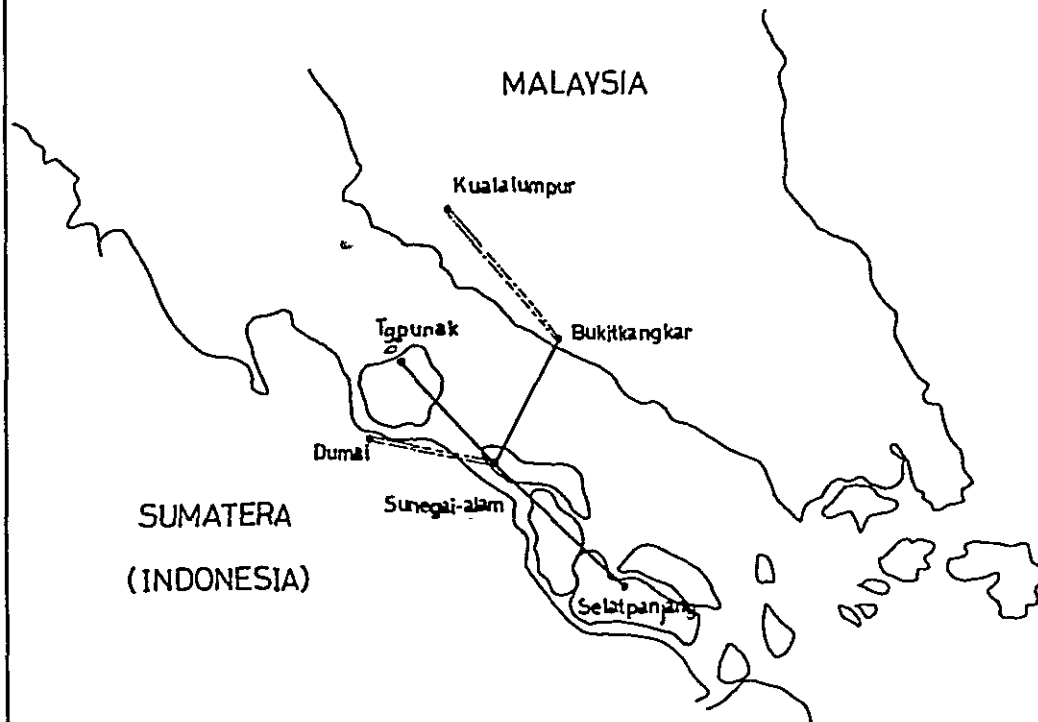 MALAYSIA
Kualalumpur
Tgpunak
Bukitkangkar
Dumai
Sunegai-alam
SUMATERA
(INDONESIA)
Selatpanjang